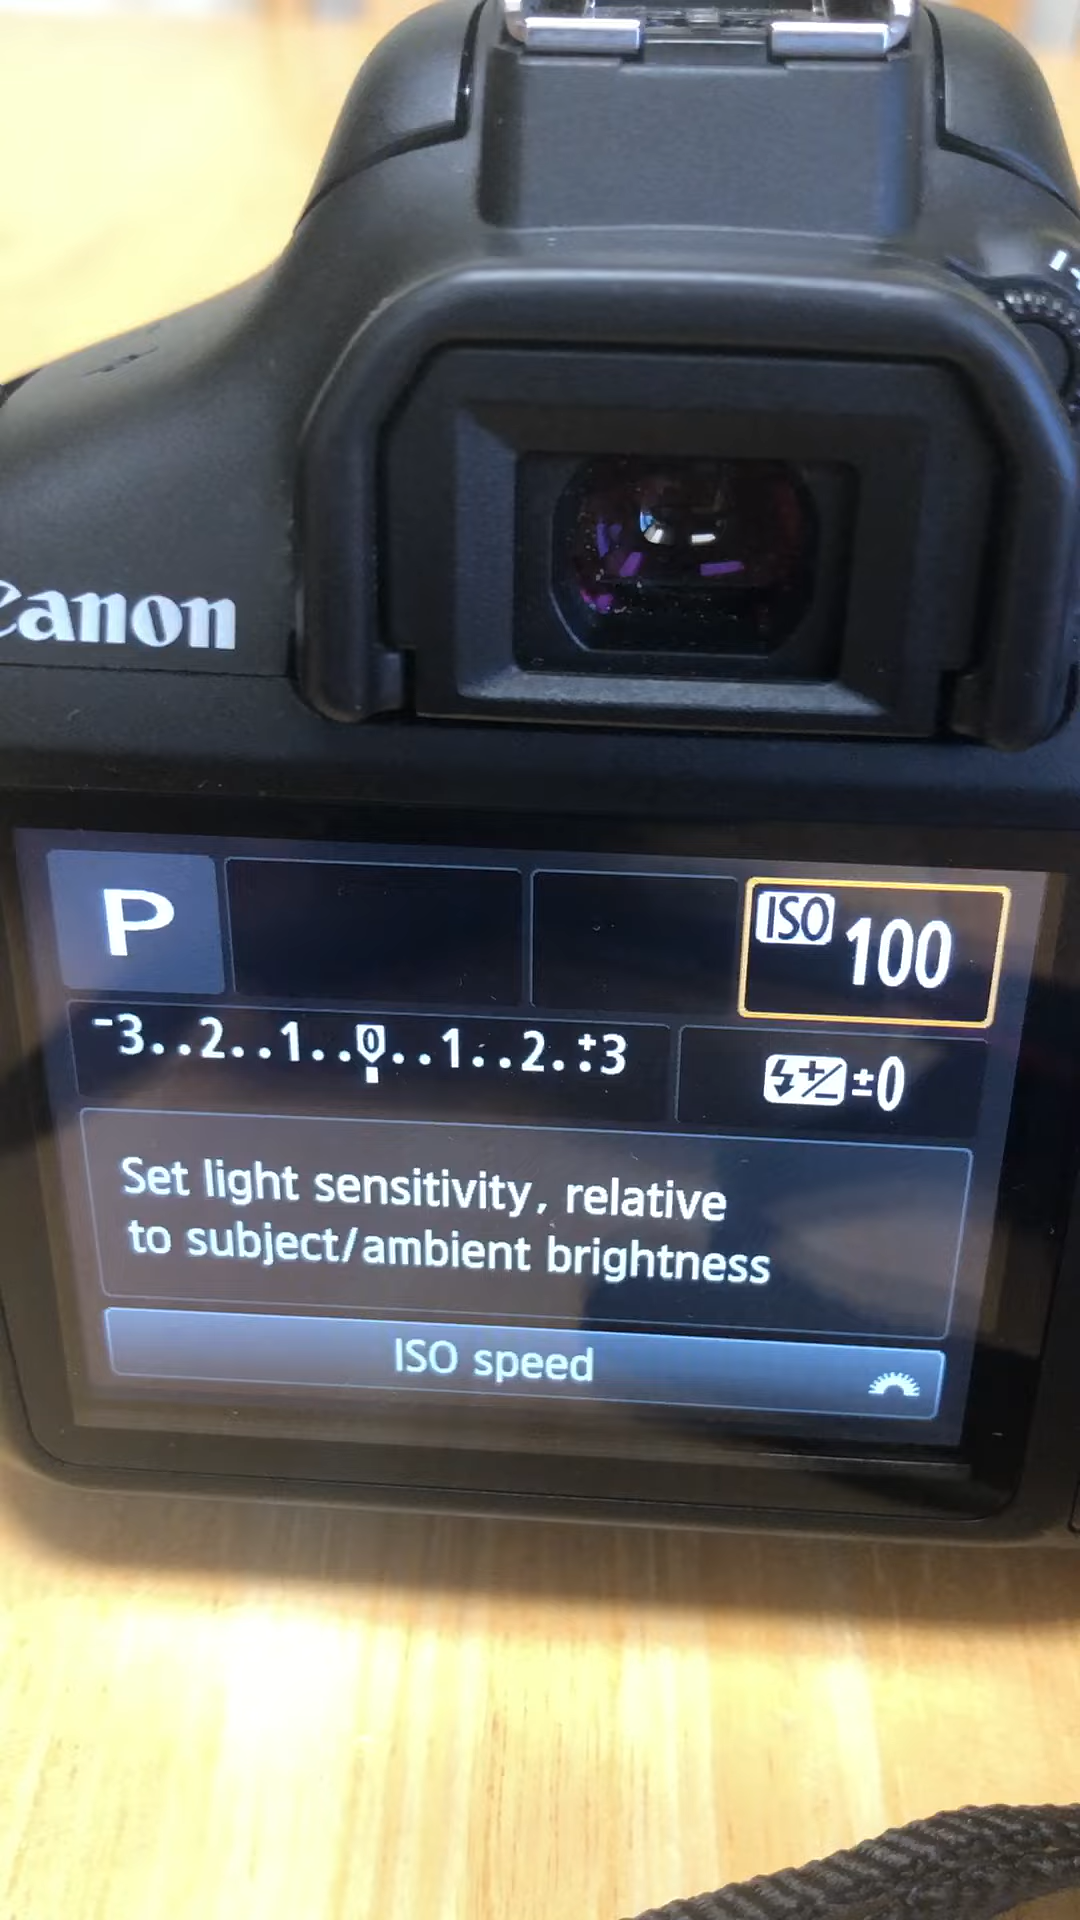 Canon
P
ISO 100
-3..2..1..0..1..2..+3
±0
Set light sensitivity, relative
to subject/ambient brightness
ISO speed